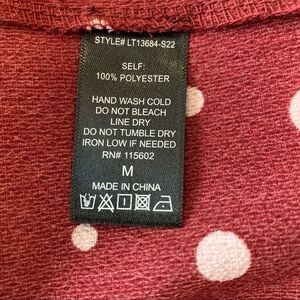 STYLE# LT13684-S22
SELF:
100% POLYESTER
HAND WASH COLD
DO NOT BLEACH
LINE DRY
DO NOT TUMBLE DRY
IRON LOW IF NEEDED
RN# 115602
M
MADE IN CHINA